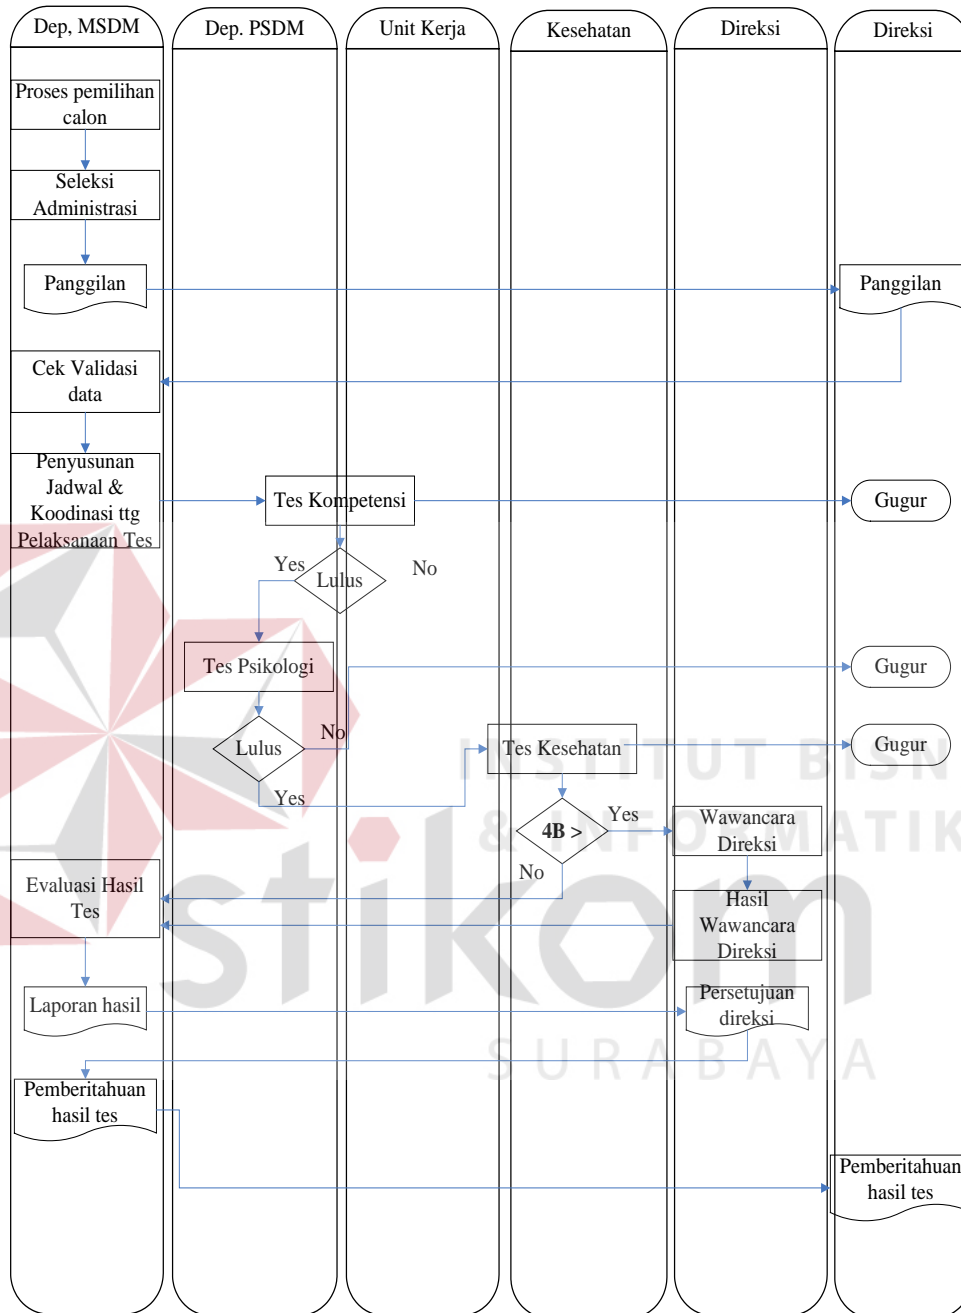 Dep, MSDM
Dep. PSDM
Unit Kerja
Kesehatan
Direksi
Direksi
Proses pemilihan
calon
Seleksi
Administrasi
Panggilan
Panggilan
Cek Validasi
data
Penyusunan
Jadwal &
Koodinasi ttg
Pelaksanaan Tes
Tes Kompetensi
Gugur
Yes
Lulus
No
Tes Psikologi
Gugur
Lulus
No
Yes
Tes Kesehatan
Gugur
INSTITUT BISN
& INFORMATIK
stikom
SURABAYA
4B >
Yes
No
Wawancara
Direksi
Evaluasi Hasil
Tes
Hasil
Wawancara
Direksi
Laporan hasil
Persetujuan
direksi
Pemberitahuan
hasil tes
Pemberitahuan
hasil tes